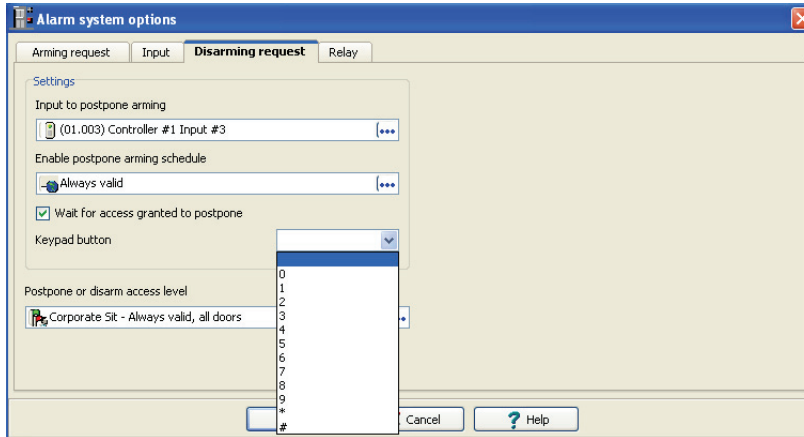 Alarm system options
Arming request Input Disarming request Relay
Settings
Input to postpone arming
(01.003) Controller #1 Input #3
Enable postpone arming schedule
Always valid
Wait for access granted to postpone
Keypad button
0
1
2
3
4
5
6
7
8
9
*
#
Postpone or disarm access level
Corporate Sit - Always valid, all doors
Cancel ? Help